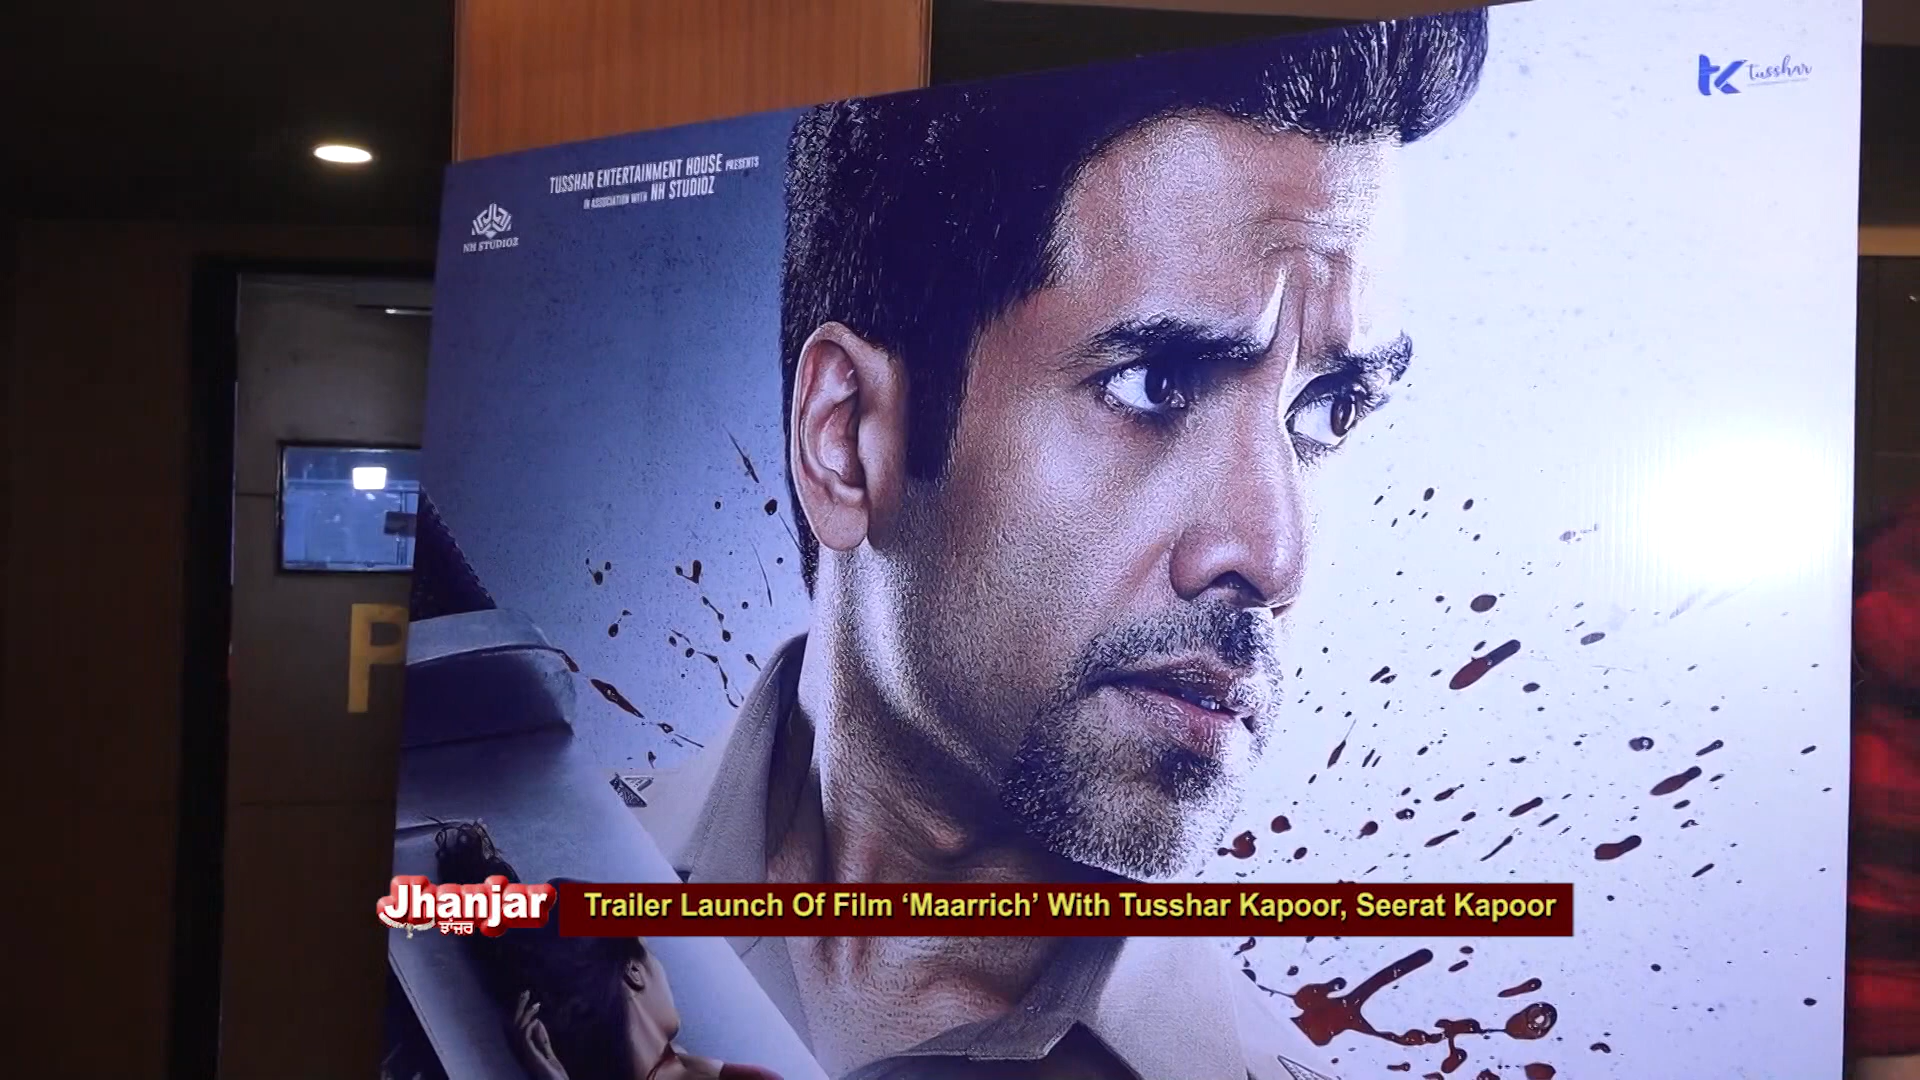 tk tusshar
TUSSHAR ENTERTAINMENT HOUSE PRESENTS
IN ASSOCIATION WITH NH STUDIOZ
NH STUDIOZ
P
Jhanjar
ਝਾਂਜਰ
Trailer Launch Of Film ‘Maarrich’ With Tusshar Kapoor, Seerat Kapoor